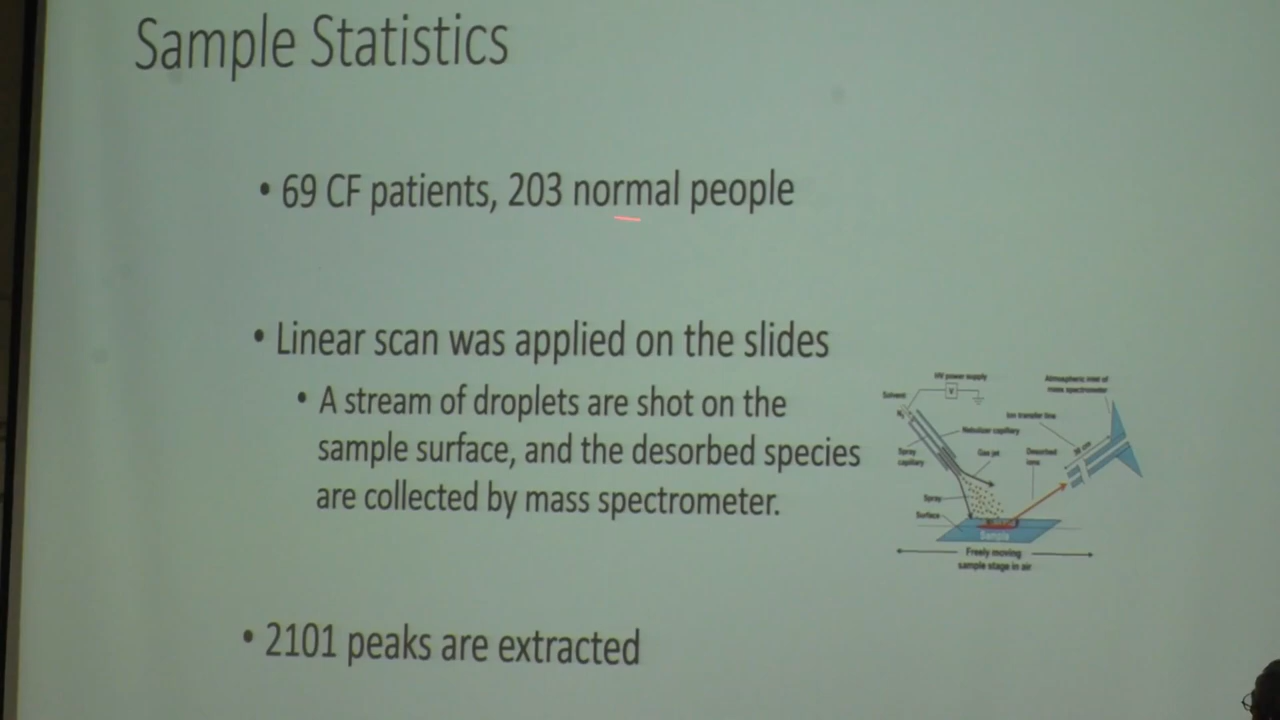 Sample Statistics
• 69 CF patients, 203 normal people
• Linear scan was applied on the slides
• A stream of droplets are shot on the
sample surface, and the desorbed species
are collected by mass spectrometer.
HV power supply
Atmospheric inlet of
mass spectrometer
Solvent
V
N₂
Ion transfer line
Nebulizer capillary
Spray
capillary
Gas jet
Desorbed
ions
Spray
Surface
Sample
Freely moving
sample stage in air
• 2101 peaks are extracted